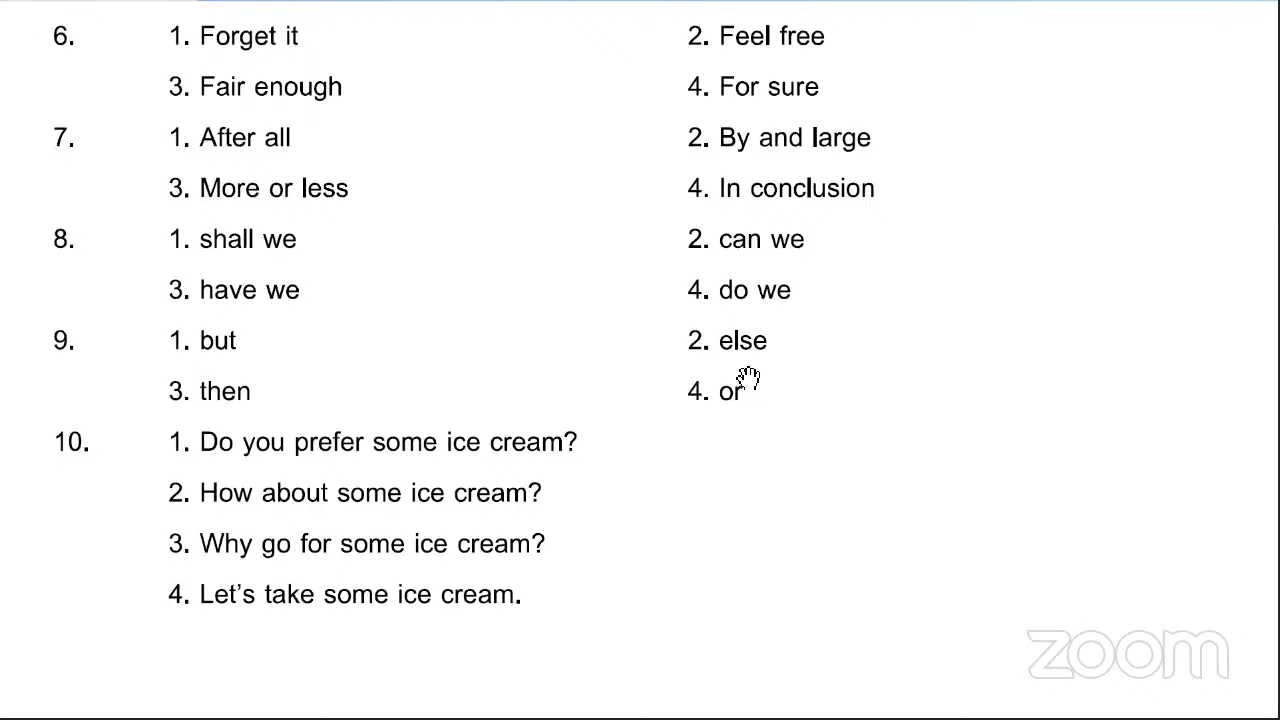 6. 1. Forget it 2. Feel free
3. Fair enough 4. For sure
7. 1. After all 2. By and large
3. More or less 4. In conclusion
8. 1. shall we 2. can we
3. have we 4. do we
9. 1. but 2. else
3. then 4. or
10. 1. Do you prefer some ice cream?
2. How about some ice cream?
3. Why go for some ice cream?
4. Let's take some ice cream.
zoom